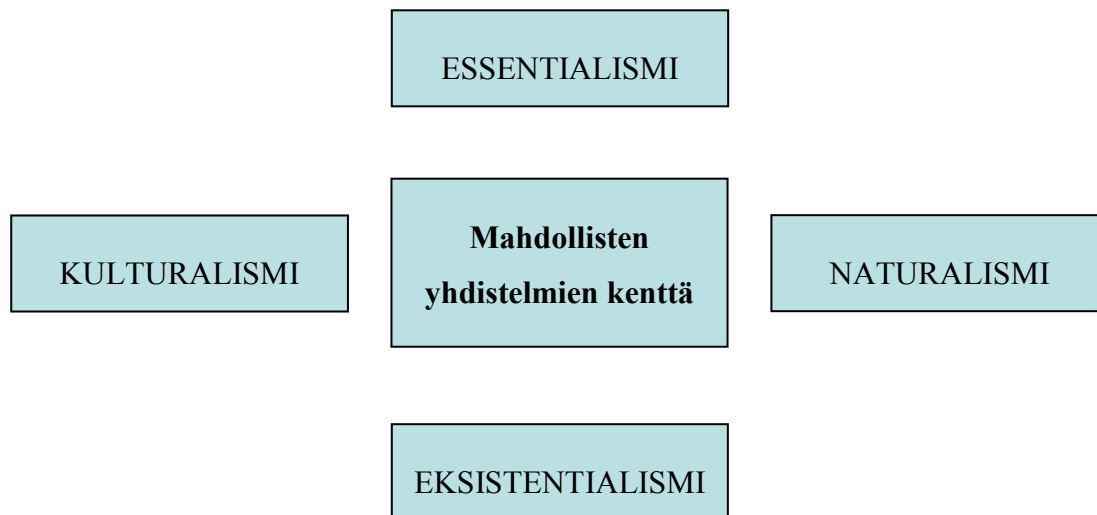 ESSENTIALISMI
KULTURALISMI
Mahdollisten
yhdistelmien kenttä
NATURALISMI
EKSISTENTIALISMI